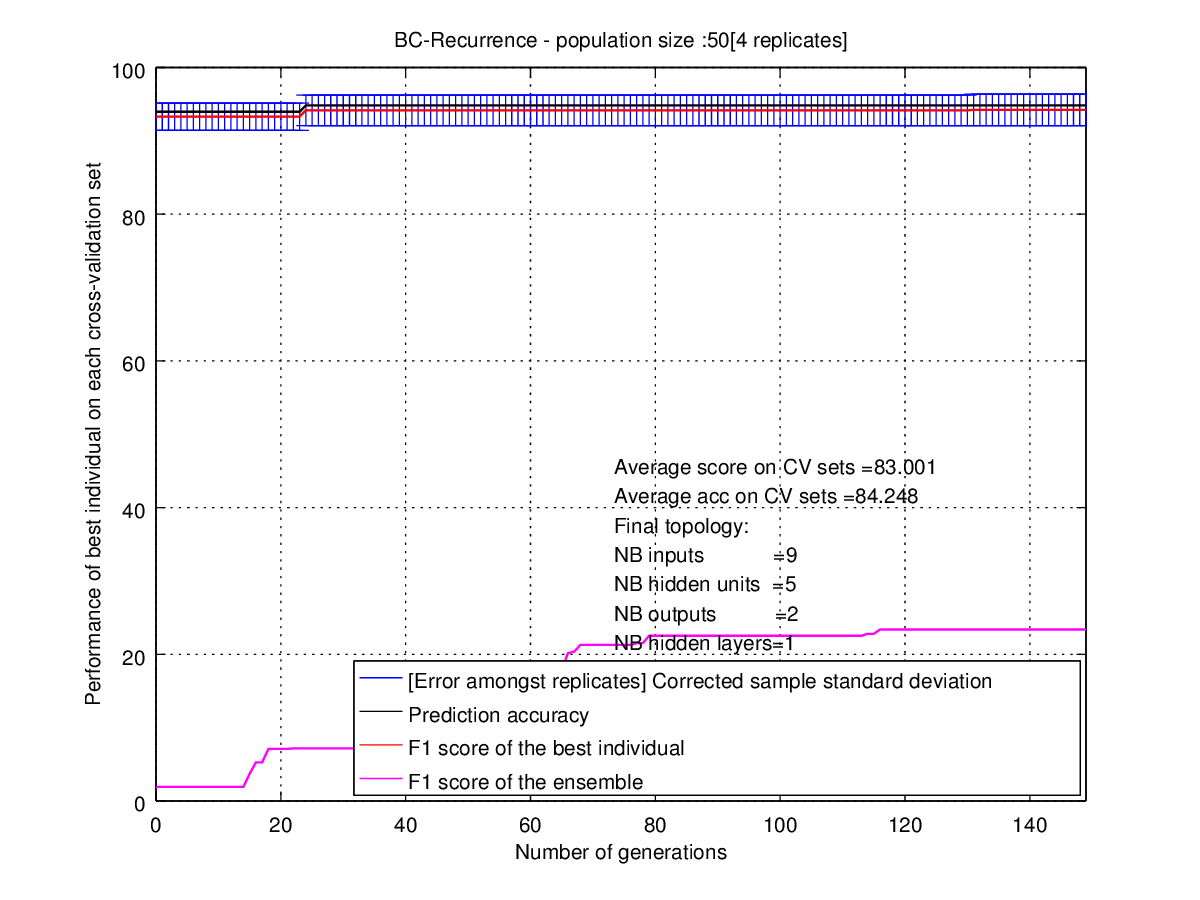 BC-Recurrence - population size :50[4 replicates]
Performance of best individual on each cross-validation set
100
80
60
40
20
0
Average score on CV sets =83.001
Average acc on CV sets =84.248
Final topology:
NB inputs =9
NB hidden units =5
NB outputs =2
NB hidden layers=1
[Error amongst replicates] Corrected sample standard deviation
Prediction accuracy
F1 score of the best individual
F1 score of the ensemble
0 20 40 60 80 100 120 140
Number of generations